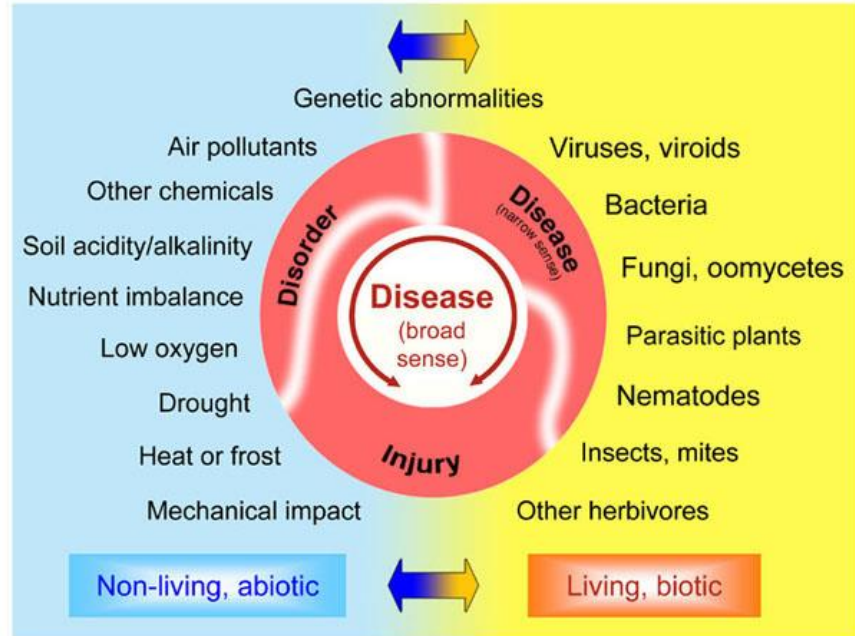 Genetic abnormalities
Air pollutants
Other chemicals
Soil acidity/alkalinity
Nutrient imbalance
Low oxygen
Drought
Heat or frost
Mechanical impact
Disorder
Disease
(narrow sense)
Disease
(broad
sense)
Injury
Viruses, viroids
Bacteria
Fungi, oomycetes
Parasitic plants
Nematodes
Insects, mites
Other herbivores
Non-living, abiotic
Living, biotic